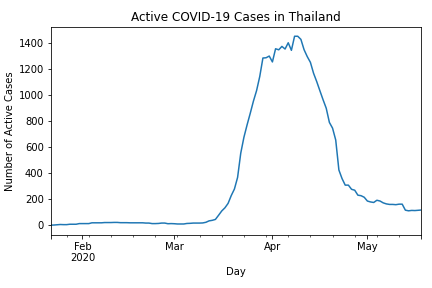 Active COVID-19 Cases in Thailand
Number of Active Cases
1400
1200
1000
800
600
400
200
0
Feb
2020
Mar
Apr
May
Day